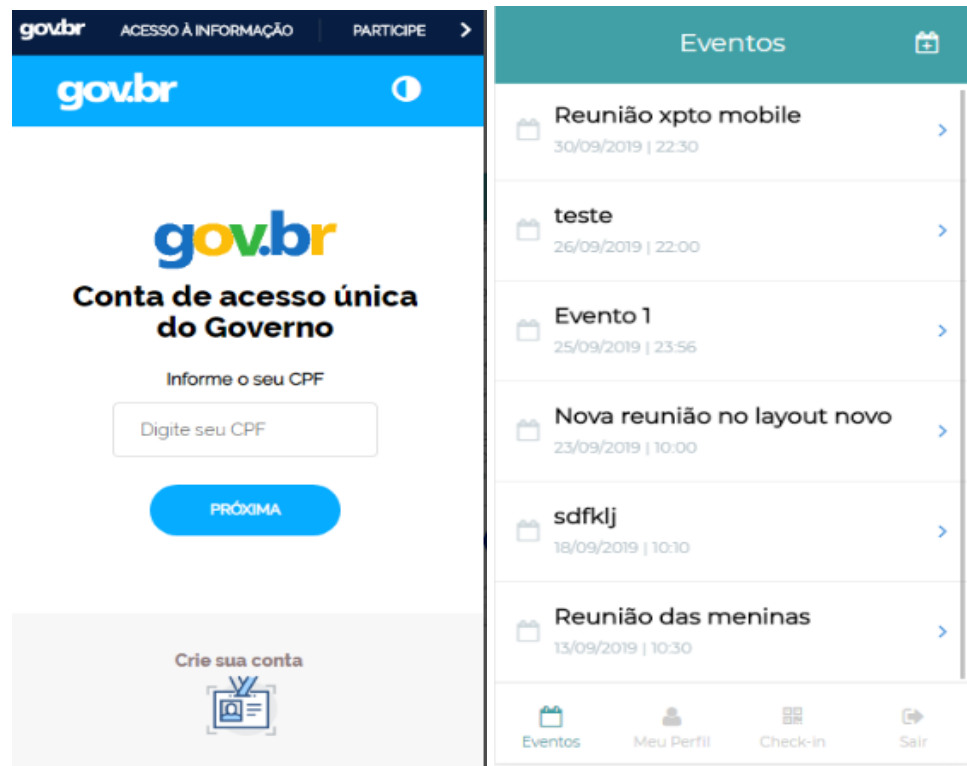 gov.br ACESSO À INFORMAÇÃO PARTICIPE
gov.br
gov.br
Conta de acesso única
do Governo
Informe o seu CPF
Digite seu CPF
PRÓXIMA
Crie sua conta
Eventos
Reunião xpto mobile
30/09/2019 | 22:30
teste
26/09/2019 | 22:00
Evento 1
25/09/2019 | 23:56
Nova reunião no layout novo
23/09/2019 | 10:00
sdfklj
18/09/2019 | 10:10
Reunião das meninas
13/09/2019 | 10:30
Eventos Meu Perfil Check-in Sair